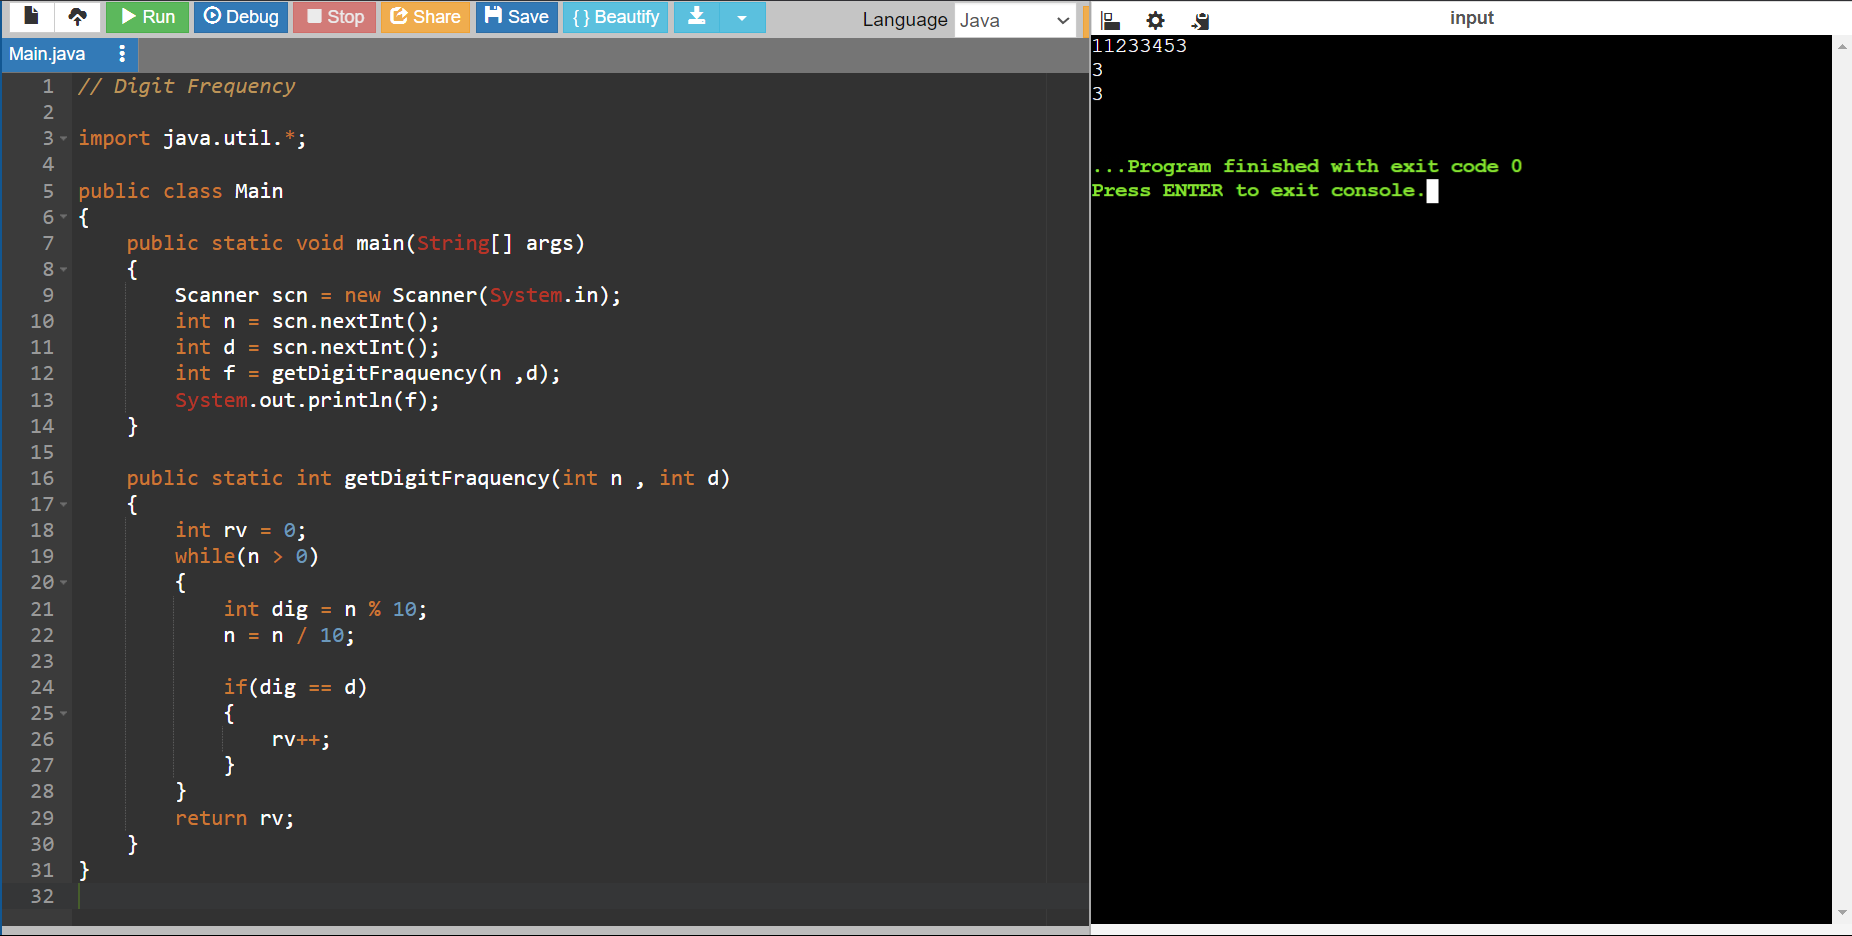 Run Debug Stop Share Save { } Beautify Language Java
Main.java
1 // Digit Frequency
2
3 import java.util.*;
4
5 public class Main
6 {
7     public static void main(String[] args)
8     {
9         Scanner scn = new Scanner(System.in);
10         int n = scn.nextInt();
11         int d = scn.nextInt();
12         int f = getDigitFraquency(n ,d);
13         System.out.println(f);
14     }
15
16     public static int getDigitFraquency(int n , int d)
17     {
18         int rv = 0;
19         while(n > 0)
20         {
21             int dig = n % 10;
22             n = n / 10;
23
24             if(dig == d)
25             {
26                 rv++;
27             }
28         }
29         return rv;
30     }
31 }
32
input
11233453
3
3
...Program finished with exit code 0
Press ENTER to exit console.